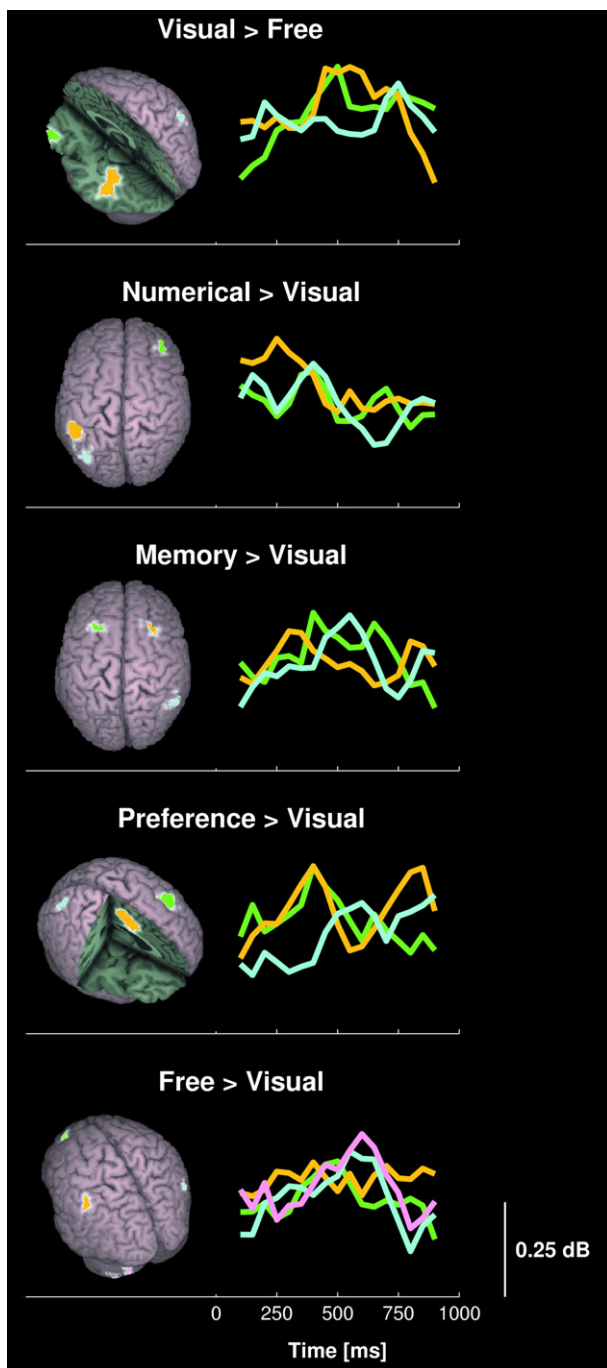 Visual > Free
Numerical > Visual
Memory > Visual
Preference > Visual
Free > Visual
0.25 dB
0 250 500 750 1000
Time [ms]